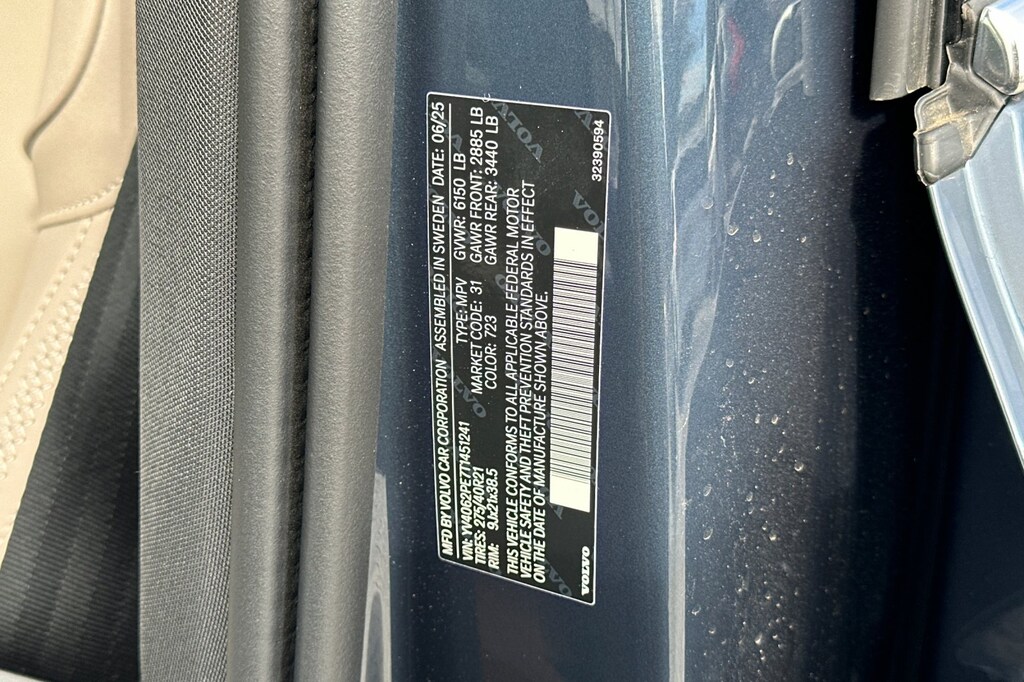 MFD BY VOLVO CAR CORPORATION ASSEMBLED IN SWEDEN DATE: 06/25
VIN: YV4062PE7T1451241 TYPE: MPV GVWR: 6150 LB
TIRES: 275/40R21 MARKET CODE: 31 GAWR FRONT: 2885 LB
RIM: 9Jx21x38.5 COLOR: 723 GAWR REAR: 3440 LB
THIS VEHICLE CONFORMS TO ALL APPLICABLE FEDERAL MOTOR
VEHICLE SAFETY AND THEFT PREVENTION STANDARDS IN EFFECT
ON THE DATE OF MANUFACTURE SHOWN ABOVE.
VOLVO
32390594